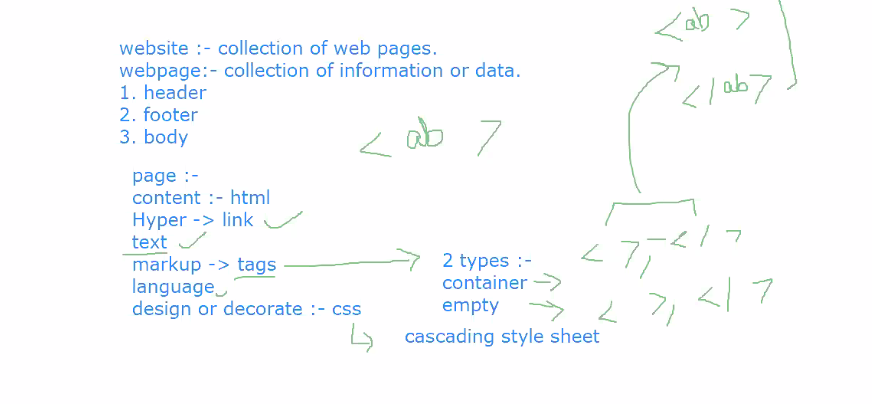 <ab >
</ab>
website :- collection of web pages.
webpage:- collection of information or data.
1. header
2. footer
3. body
< ab >
page :-
content :- html
Hyper -> link
text
markup -> tags
language
design or decorate :- css
2 types :-
container
empty
< >, - < / >
< >, < / >
cascading style sheet